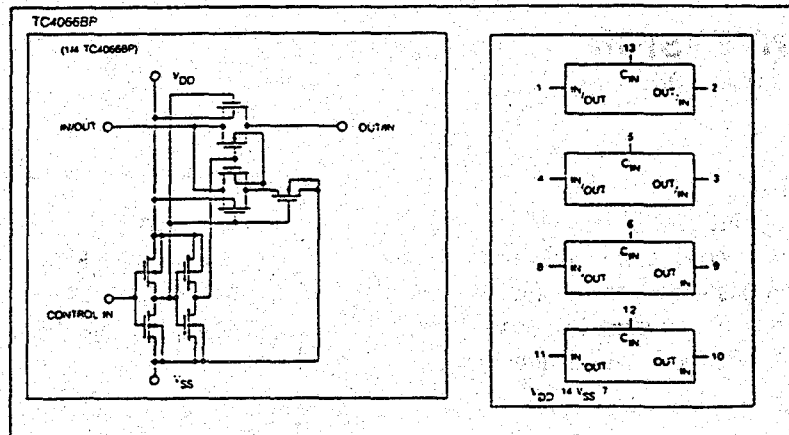 TC4066BP
(1/4 TC4066BP)
VDD
IN/OUT
OUT/IN
CONTROL IN
VSS
13
CIN
1 IN/OUT OUT/IN 2
5
CIN
4 IN/OUT OUT/IN 3
6
CIN
8 IN/OUT OUT IN 9
12
CIN
11 IN/OUT OUT IN 10
VDD 14 VSS 7